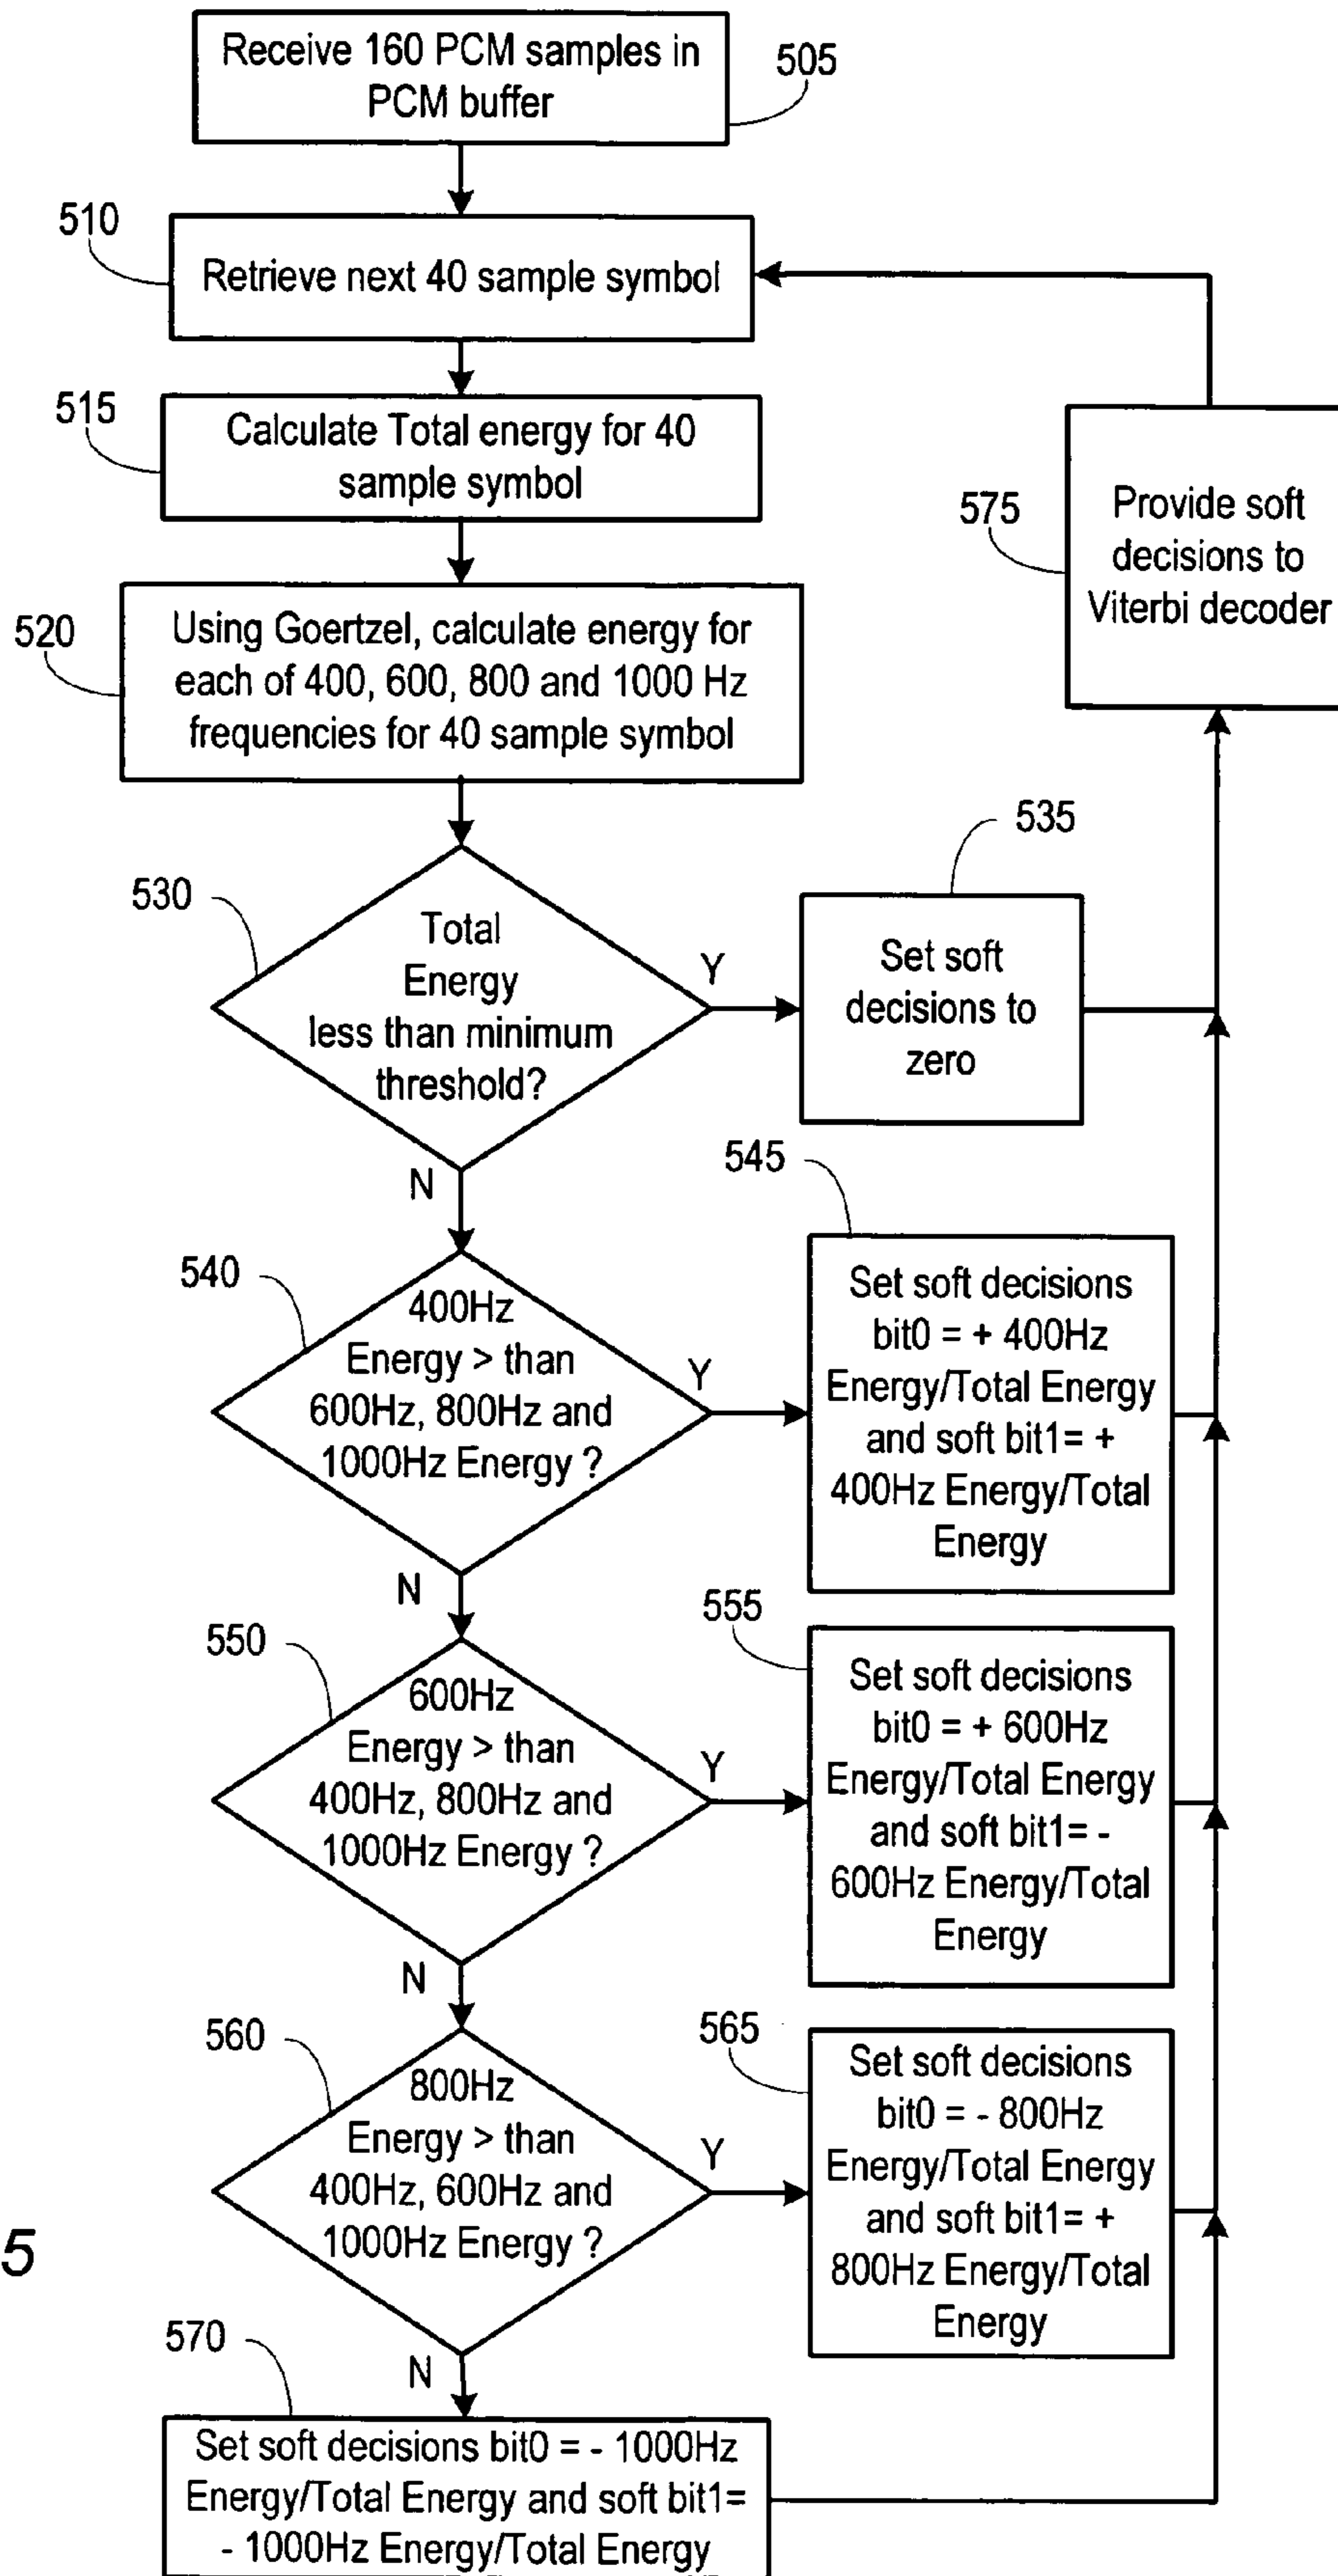 Receive 160 PCM samples in
PCM buffer
505
510
Retrieve next 40 sample symbol
515
Calculate Total energy for 40
sample symbol
575
Provide soft
decisions to
Viterbi decoder
520
Using Goertzel, calculate energy for
each of 400, 600, 800 and 1000 Hz
frequencies for 40 sample symbol
530
Total
Energy
less than minimum
threshold?
Y
N
535
Set soft
decisions to
zero
540
400Hz
Energy > than
600Hz, 800Hz and
1000Hz Energy ?
Y
N
545
Set soft decisions
bit0 = + 400Hz
Energy/Total Energy
and soft bit1= +
400Hz Energy/Total
Energy
550
600Hz
Energy > than
400Hz, 800Hz and
1000Hz Energy ?
Y
N
555
Set soft decisions
bit0 = + 600Hz
Energy/Total Energy
and soft bit1= -
600Hz Energy/Total
Energy
560
800Hz
Energy > than
400Hz, 600Hz and
1000Hz Energy ?
Y
N
565
Set soft decisions
bit0 = - 800Hz
Energy/Total Energy
and soft bit1= +
800Hz Energy/Total
Energy
5
570
Set soft decisions bit0 = - 1000Hz
Energy/Total Energy and soft bit1=
- 1000Hz Energy/Total Energy